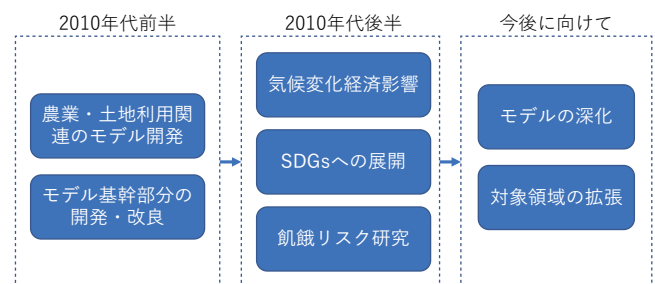 2010年代前半
農業・土地利用関
連のモデル開発
モデル基幹部分の
開発・改良
2010年代後半
気候変化経済影響
SDGsへの展開
飢餓リスク研究
今後に向けて
モデルの深化
対象領域の拡張